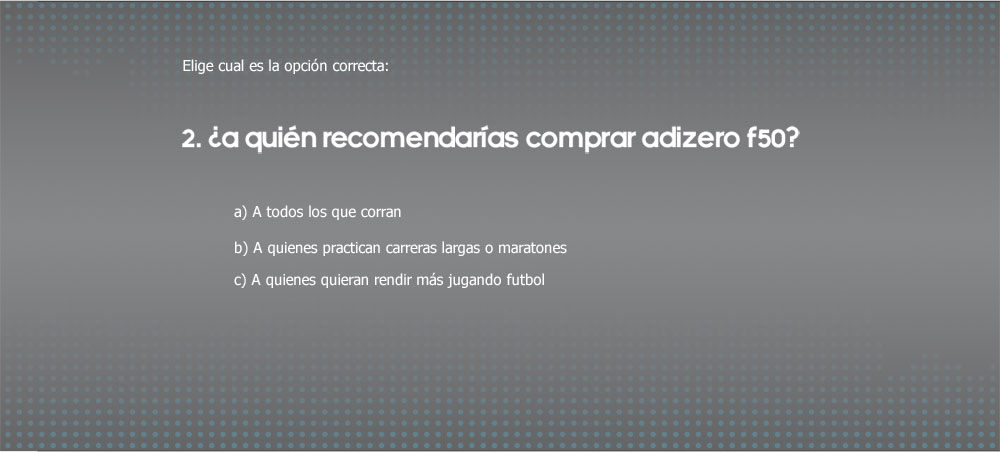 Elige cual es la opción correcta:
2. ¿a quién recomendarías comprar adizero f50?
a) A todos los que corran
b) A quienes practican carreras largas o maratones
c) A quienes quieran rendir más jugando futbol